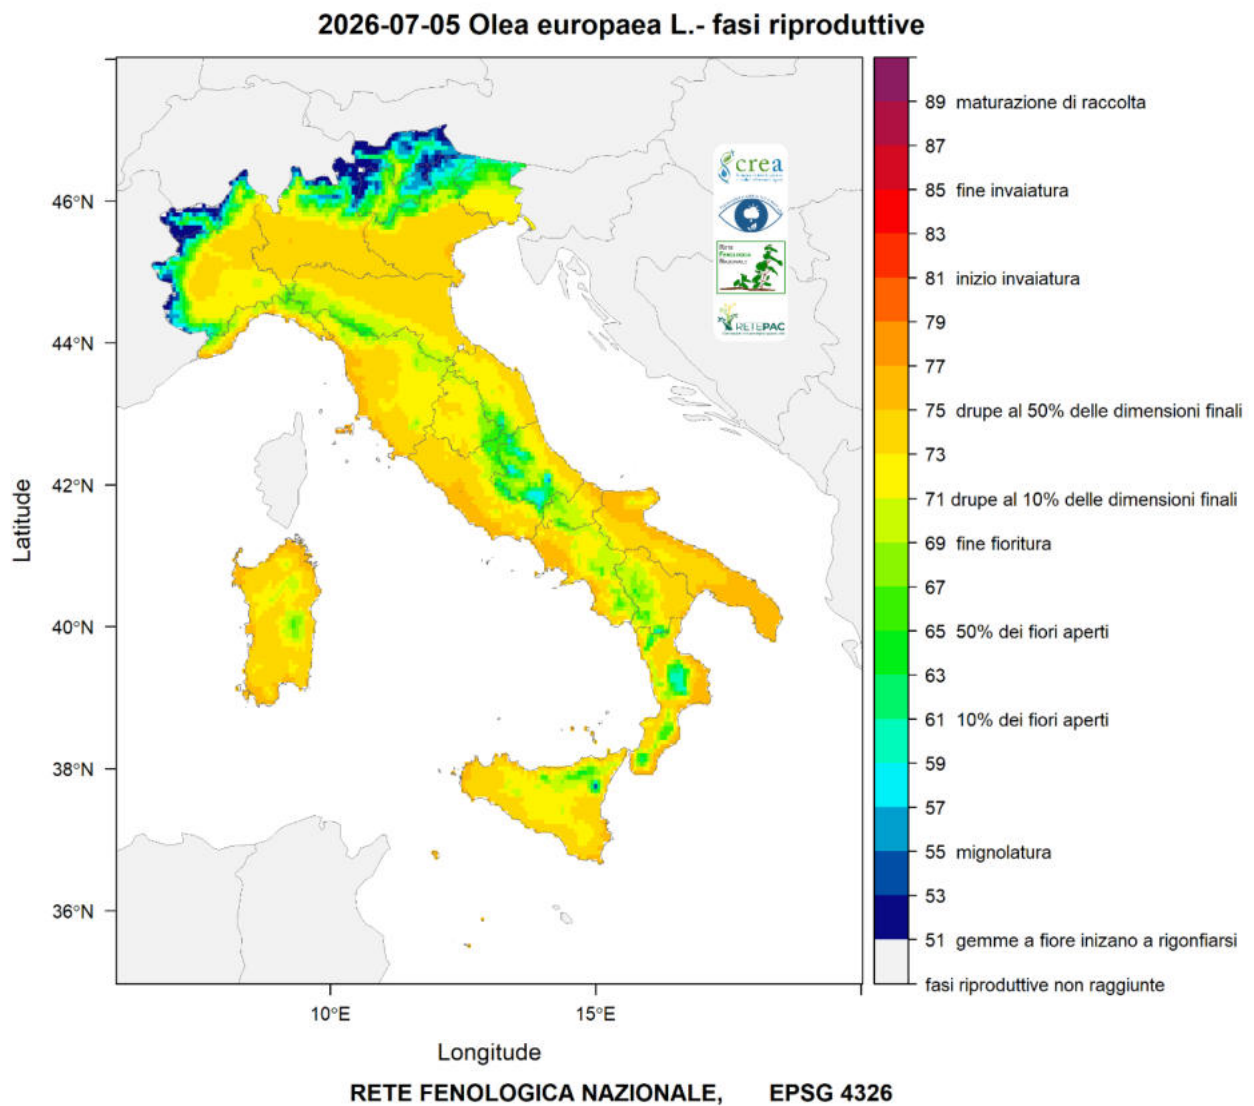 2026-07-05 Olea europaea L.- fasi riproduttive
crea
RETE
FENOLOGICA
NAZIONALE
RETEPAC
46°N
44°N
42°N
40°N
38°N
36°N
Latitude
10°E
15°E
Longitude
89 maturazione di raccolta
87
85 fine invaiatura
83
81 inizio invaiatura
79
77
75 drupe al 50% delle dimensioni finali
73
71 drupe al 10% delle dimensioni finali
69 fine fioritura
67
65 50% dei fiori aperti
63
61 10% dei fiori aperti
59
57
55 mignolatura
53
51 gemme a fiore inizano a rigonfiarsi
fasi riproduttive non raggiunte
RETE FENOLOGICA NAZIONALE, EPSG 4326